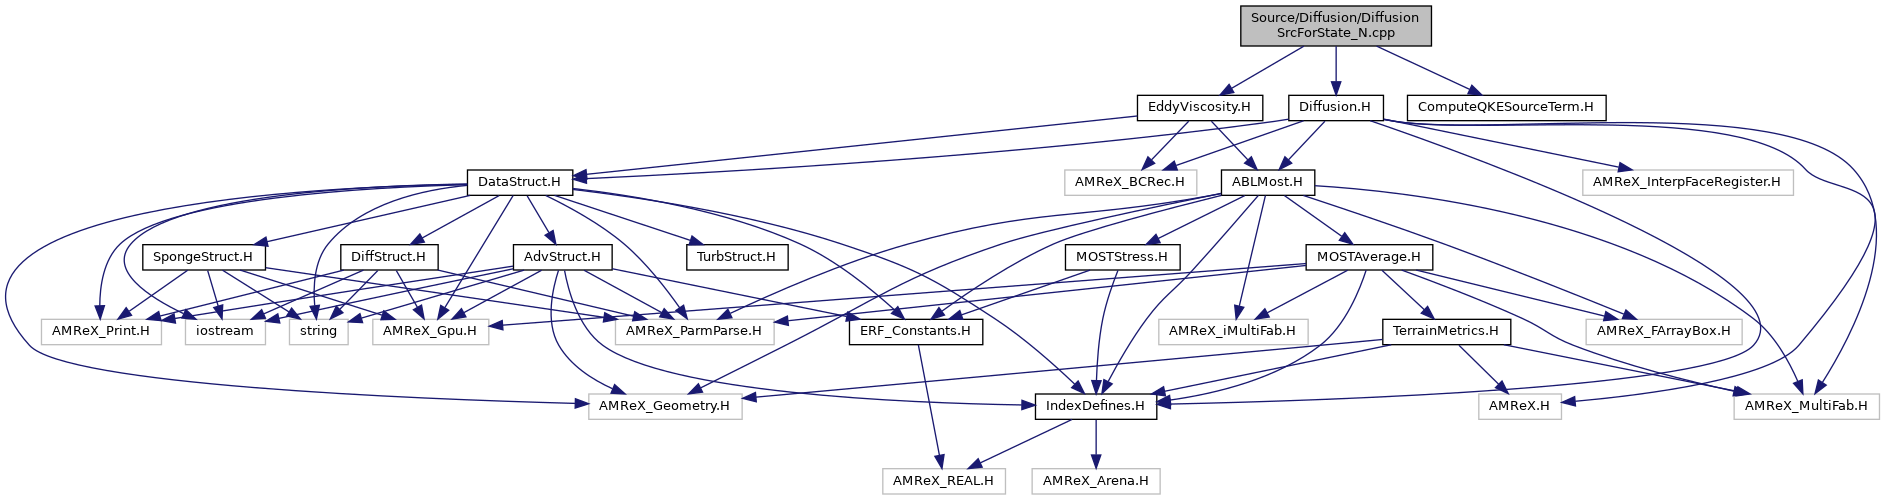 Source/Diffusion/Diffusion
SrcForState_N.cpp
EddyViscosity.H
Diffusion.H
ComputeQKESourceTerm.H
DataStruct.H
AMReX_BCRec.H
ABLMost.H
AMReX_InterpFaceRegister.H
SpongeStruct.H
DiffStruct.H
AdvStruct.H
TurbStruct.H
MOSTStress.H
MOSTAverage.H
AMReX_Print.H
iostream
string
AMReX_Gpu.H
AMReX_ParmParse.H
ERF_Constants.H
AMReX_iMultiFab.H
TerrainMetrics.H
AMReX_FArrayBox.H
AMReX_Geometry.H
IndexDefines.H
AMReX.H
AMReX_MultiFab.H
AMReX_REAL.H
AMReX_Arena.H